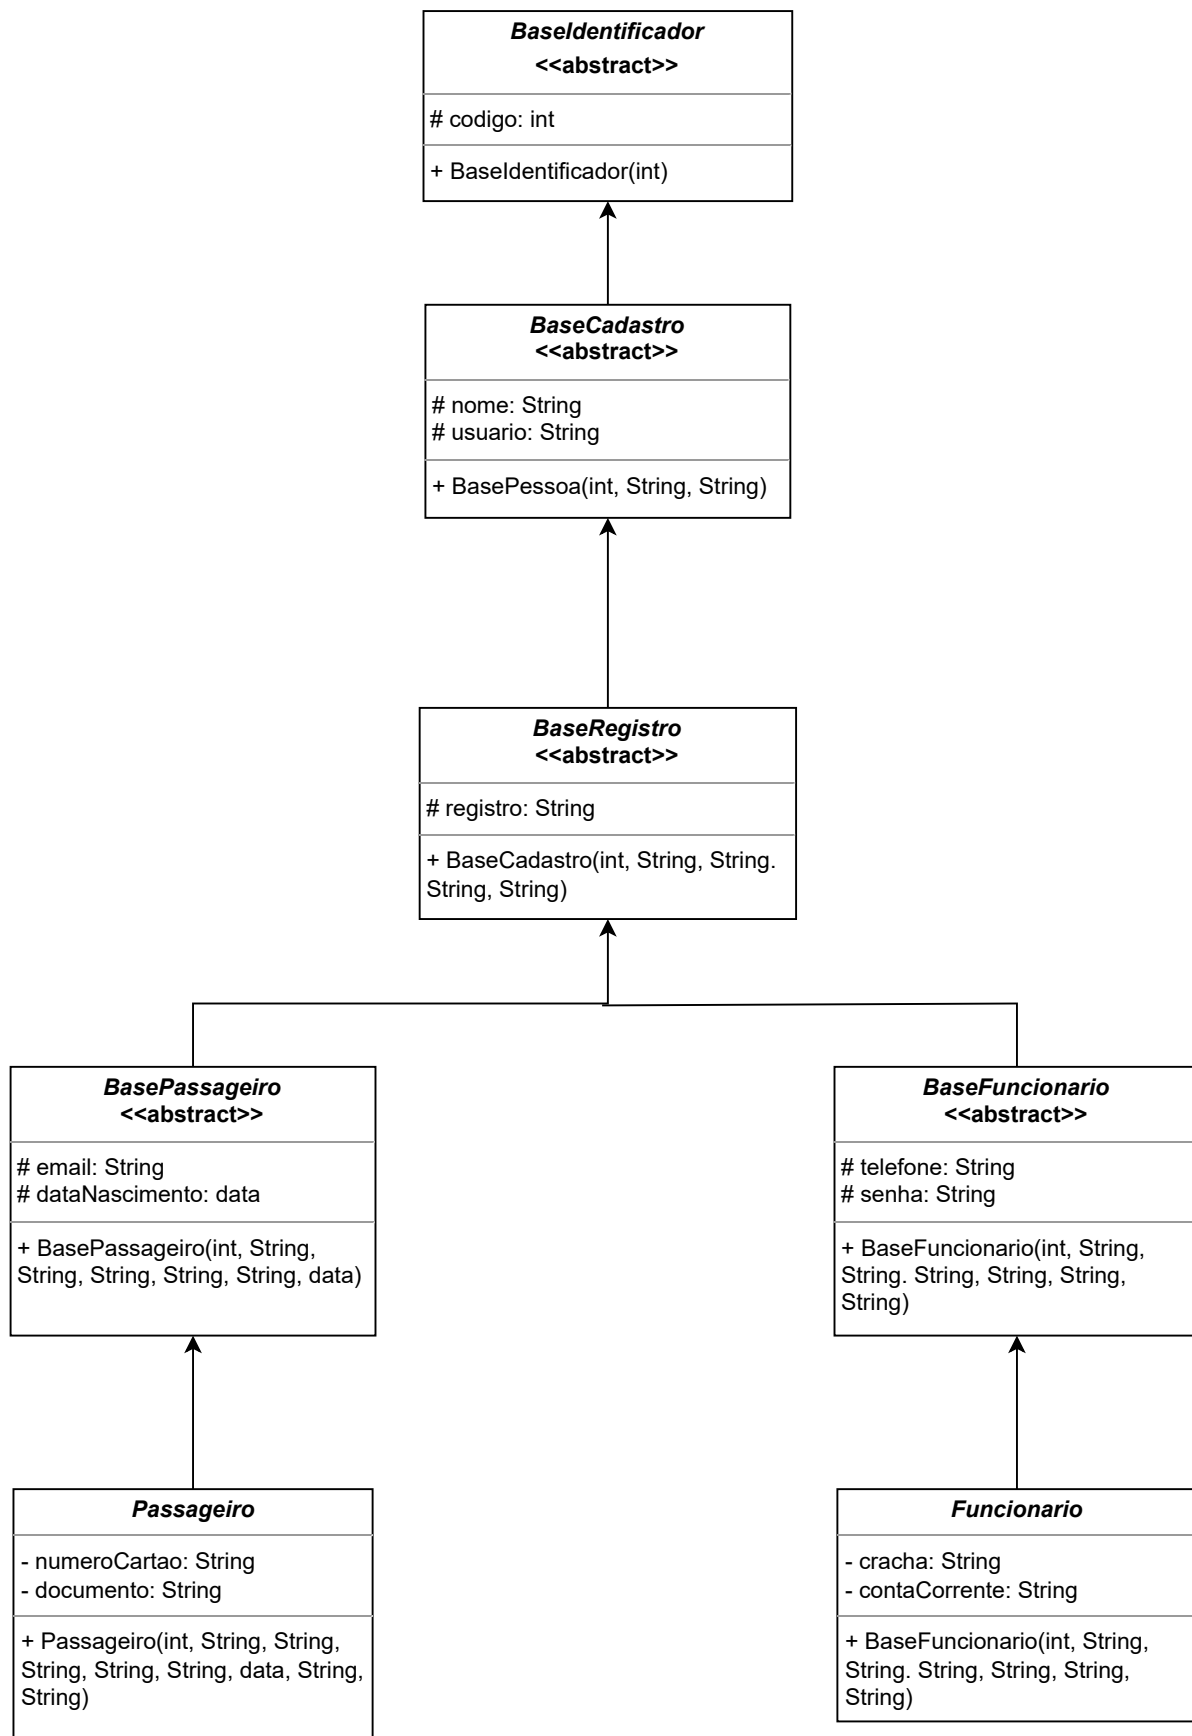 BaseIdentificador
<<abstract>>
# codigo: int
+ BaseIdentificador(int)
BaseCadastro
<<abstract>>
# nome: String
# usuario: String
+ BasePessoa(int, String, String)
BaseRegistro
<<abstract>>
# registro: String
+ BaseCadastro(int, String, String.
String, String)
BasePassageiro
<<abstract>>
# email: String
# dataNascimento: data
+ BasePassageiro(int, String,
String, String, String, String, data)
BaseFuncionario
<<abstract>>
# telefone: String
# senha: String
+ BaseFuncionario(int, String,
String. String, String, String,
String)
Passageiro
- numeroCartao: String
- documento: String
+ Passageiro(int, String, String,
String, String, String, data, String,
String)
Funcionario
- cracha: String
- contaCorrente: String
+ BaseFuncionario(int, String,
String. String, String, String,
String)